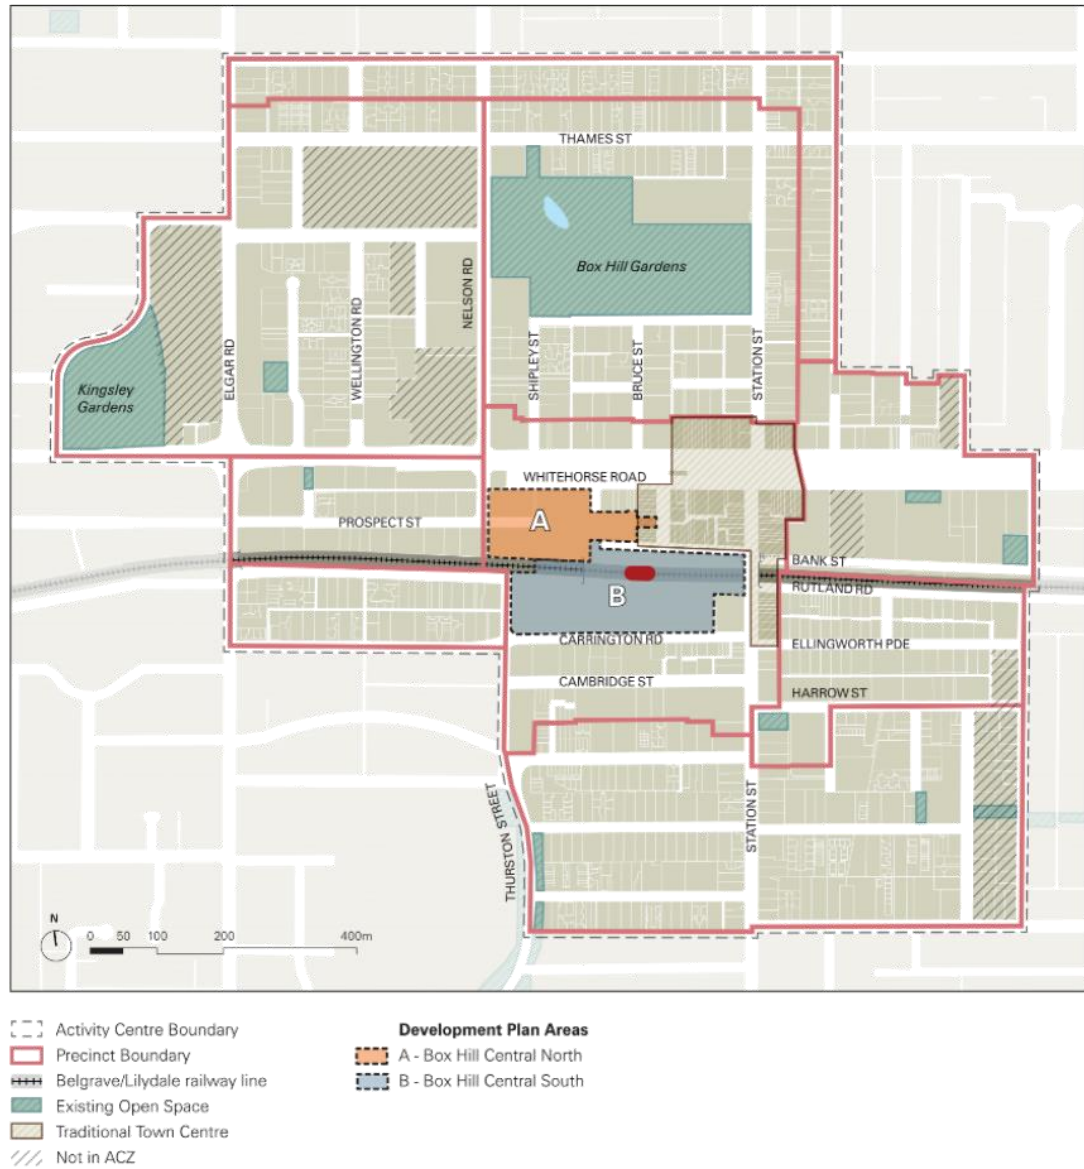 THAMES ST
Box Hill Gardens
NELSON RD
WELLINGTON RD
ELGAR RD
SHIPLEY ST
BRUCE ST
STATION ST
Kingsley
Gardens
WHITEHORSE ROAD
A
PROSPECT ST
BANK ST
B
RUTLAND RD
CARRINGTON RD
ELLINGWORTH PDE
CAMBRIDGE ST
HARROW ST
THURSTON STREET
STATION ST
N
0 50 100 200 400m
Activity Centre Boundary
Precinct Boundary
Belgrave/Lilydale railway line
Existing Open Space
Traditional Town Centre
Not in ACZ
Development Plan Areas
A - Box Hill Central North
B - Box Hill Central South